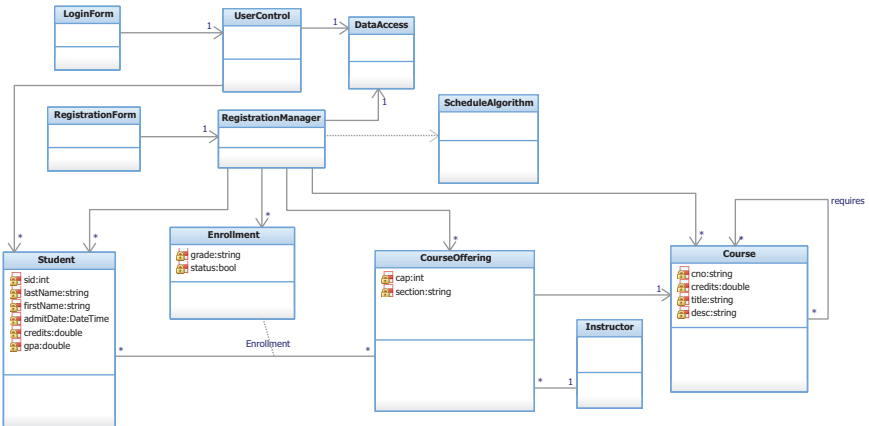 LoginForm
1
UserControl
1
DataAccess
RegistrationForm
1
RegistrationManager
1
ScheduleAlgorithm
*
Student
sid:int
lastName:string
firstName:string
admitDate:DateTime
credits:double
gpa:double
*
*
Enrollment
grade:string
status:bool
*
CourseOffering
cap:int
section:string
*
*
Course
cno:string
credits:double
title:string
desc:string
requires
*
1
Instructor
*
Enrollment
*
*
1